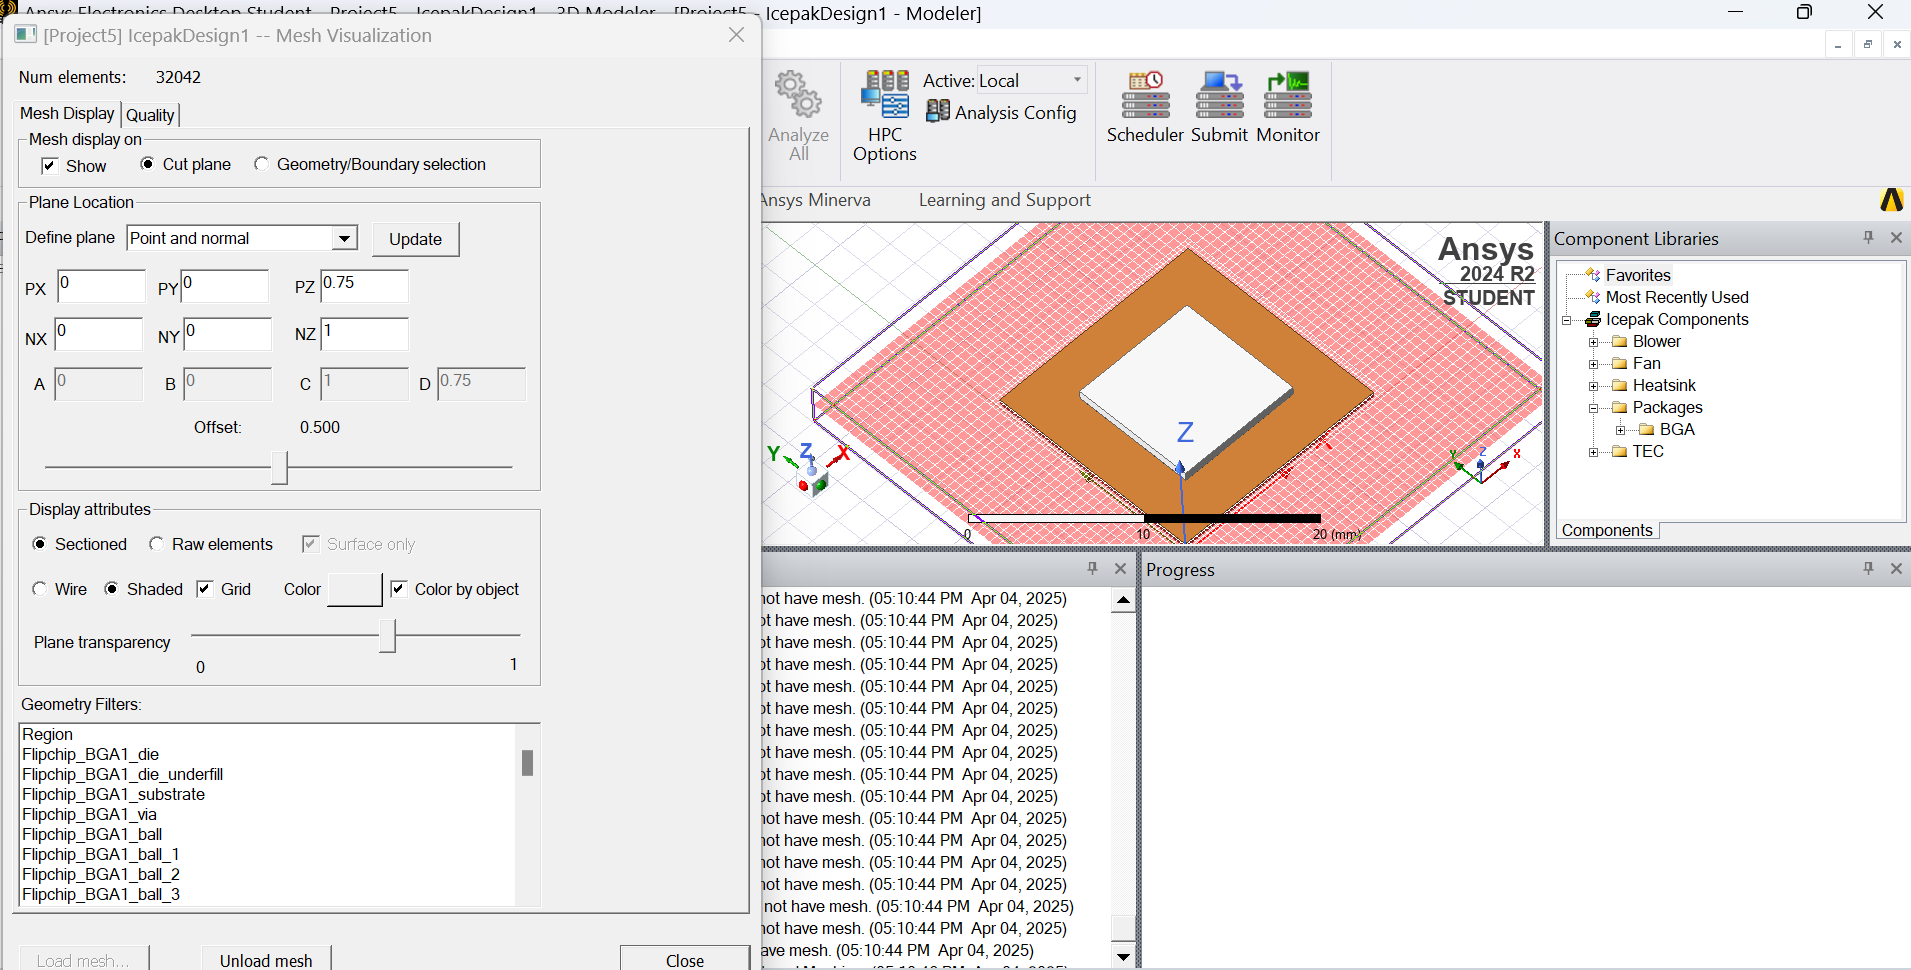 [Project5] IcepakDesign1 -- Mesh Visualization
IcepakDesign1 - Modeler]
Num elements: 32042
Mesh Display
Quality
Mesh display on
Show
Cut plane
Geometry/Boundary selection
Plane Location
Define plane
Point and normal
Update
PX 0
PY 0
PZ 0.75
NX 0
NY 0
NZ 1
A 0
B 0
C 1
D 0.75
Offset: 0.500
Display attributes
Sectioned
Raw elements
Surface only
Wire
Shaded
Grid
Color
Color by object
Plane transparency
0
1
Geometry Filters:
Region
Flipchip_BGA1_die
Flipchip_BGA1_die_underfill
Flipchip_BGA1_substrate
Flipchip_BGA1_via
Flipchip_BGA1_ball
Flipchip_BGA1_ball_1
Flipchip_BGA1_ball_2
Flipchip_BGA1_ball_3
Load mesh...
Unload mesh
Close
Analyze
All
HPC
Options
Active: Local
Analysis Config
Scheduler
Submit
Monitor
Ansys Minerva
Learning and Support
Ansys
2024 R2
STUDENT
Z
Y
Z
X
Y
Z
X
0
10
20 (mm)
Component Libraries
Favorites
Most Recently Used
Icepak Components
Blower
Fan
Heatsink
Packages
BGA
TEC
Components
not have mesh. (05:10:44 PM Apr 04, 2025)
ot have mesh. (05:10:44 PM Apr 04, 2025)
ot have mesh. (05:10:44 PM Apr 04, 2025)
ot have mesh. (05:10:44 PM Apr 04, 2025)
ot have mesh. (05:10:44 PM Apr 04, 2025)
ot have mesh. (05:10:44 PM Apr 04, 2025)
ot have mesh. (05:10:44 PM Apr 04, 2025)
ot have mesh. (05:10:44 PM Apr 04, 2025)
ot have mesh. (05:10:44 PM Apr 04, 2025)
ot have mesh. (05:10:44 PM Apr 04, 2025)
not have mesh. (05:10:44 PM Apr 04, 2025)
not have mesh. (05:10:44 PM Apr 04, 2025)
not have mesh. (05:10:44 PM Apr 04, 2025)
not have mesh. (05:10:44 PM Apr 04, 2025)
not have mesh. (05:10:44 PM Apr 04, 2025)
not have mesh. (05:10:44 PM Apr 04, 2025)
ave mesh. (05:10:44 PM Apr 04, 2025)
Progress